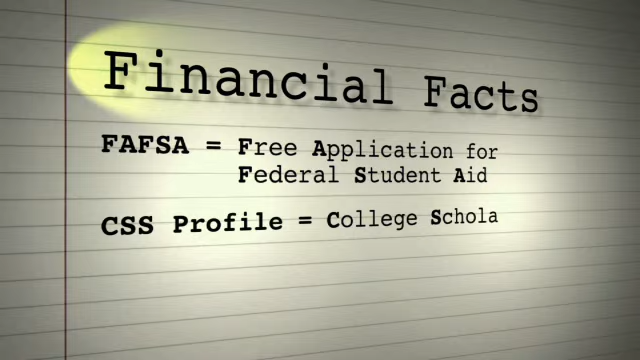 Financial Facts
FAFSA = Free Application for
Federal Student Aid
CSS Profile = College Schola